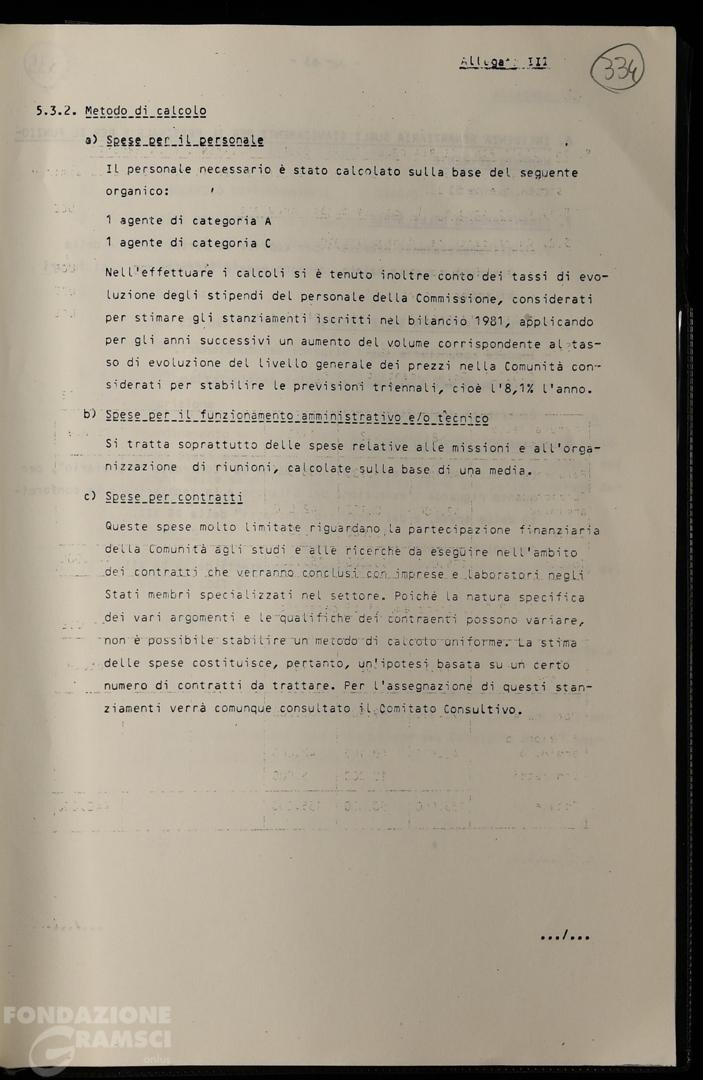 Allegato III
334
5.3.2. Metodo di calcolo
a) Spese per il personale
Il personale necessario è stato calcolato sulla base del seguente
organico:
1 agente di categoria A
1 agente di categoria C
Nell'effettuare i calcoli si è tenuto inoltre conto dei tassi di evo-
luzione degli stipendi del personale della Commissione, considerati
per stimare gli stanziamenti iscritti nel bilancio 1981, applicando
per gli anni successivi un aumento del volume corrispondente al tas-
so di evoluzione del livello generale dei prezzi nella Comunità con-
siderati per stabilire le previsioni triennali, cioè l'8,1% l'anno.
b) Spese per il funzionamento amministrativo e/o tecnico
Si tratta soprattutto delle spese relative alle missioni e all'orga-
nizzazione di riunioni, calcolate sulla base di una media.
c) Spese per contratti
Queste spese molto limitate riguardano la partecipazione finanziaria
della Comunità agli studi e alle ricerche da eseguire nell'ambito
dei contratti che verranno conclusi con imprese e laboratori negli
Stati membri specializzati nel settore. Poiché la natura specifica
dei vari argomenti e le qualifiche dei contraenti possono variare,
non è possibile stabilire un metodo di calcolo uniforme. La stima
delle spese costituisce, pertanto, un'ipotesi basata su un certo
numero di contratti da trattare. Per l'assegnazione di questi stan-
ziamenti verrà comunque consultato il Comitato Consultivo.
.../...
FONDAZIONE
GRAMSCI
onlus